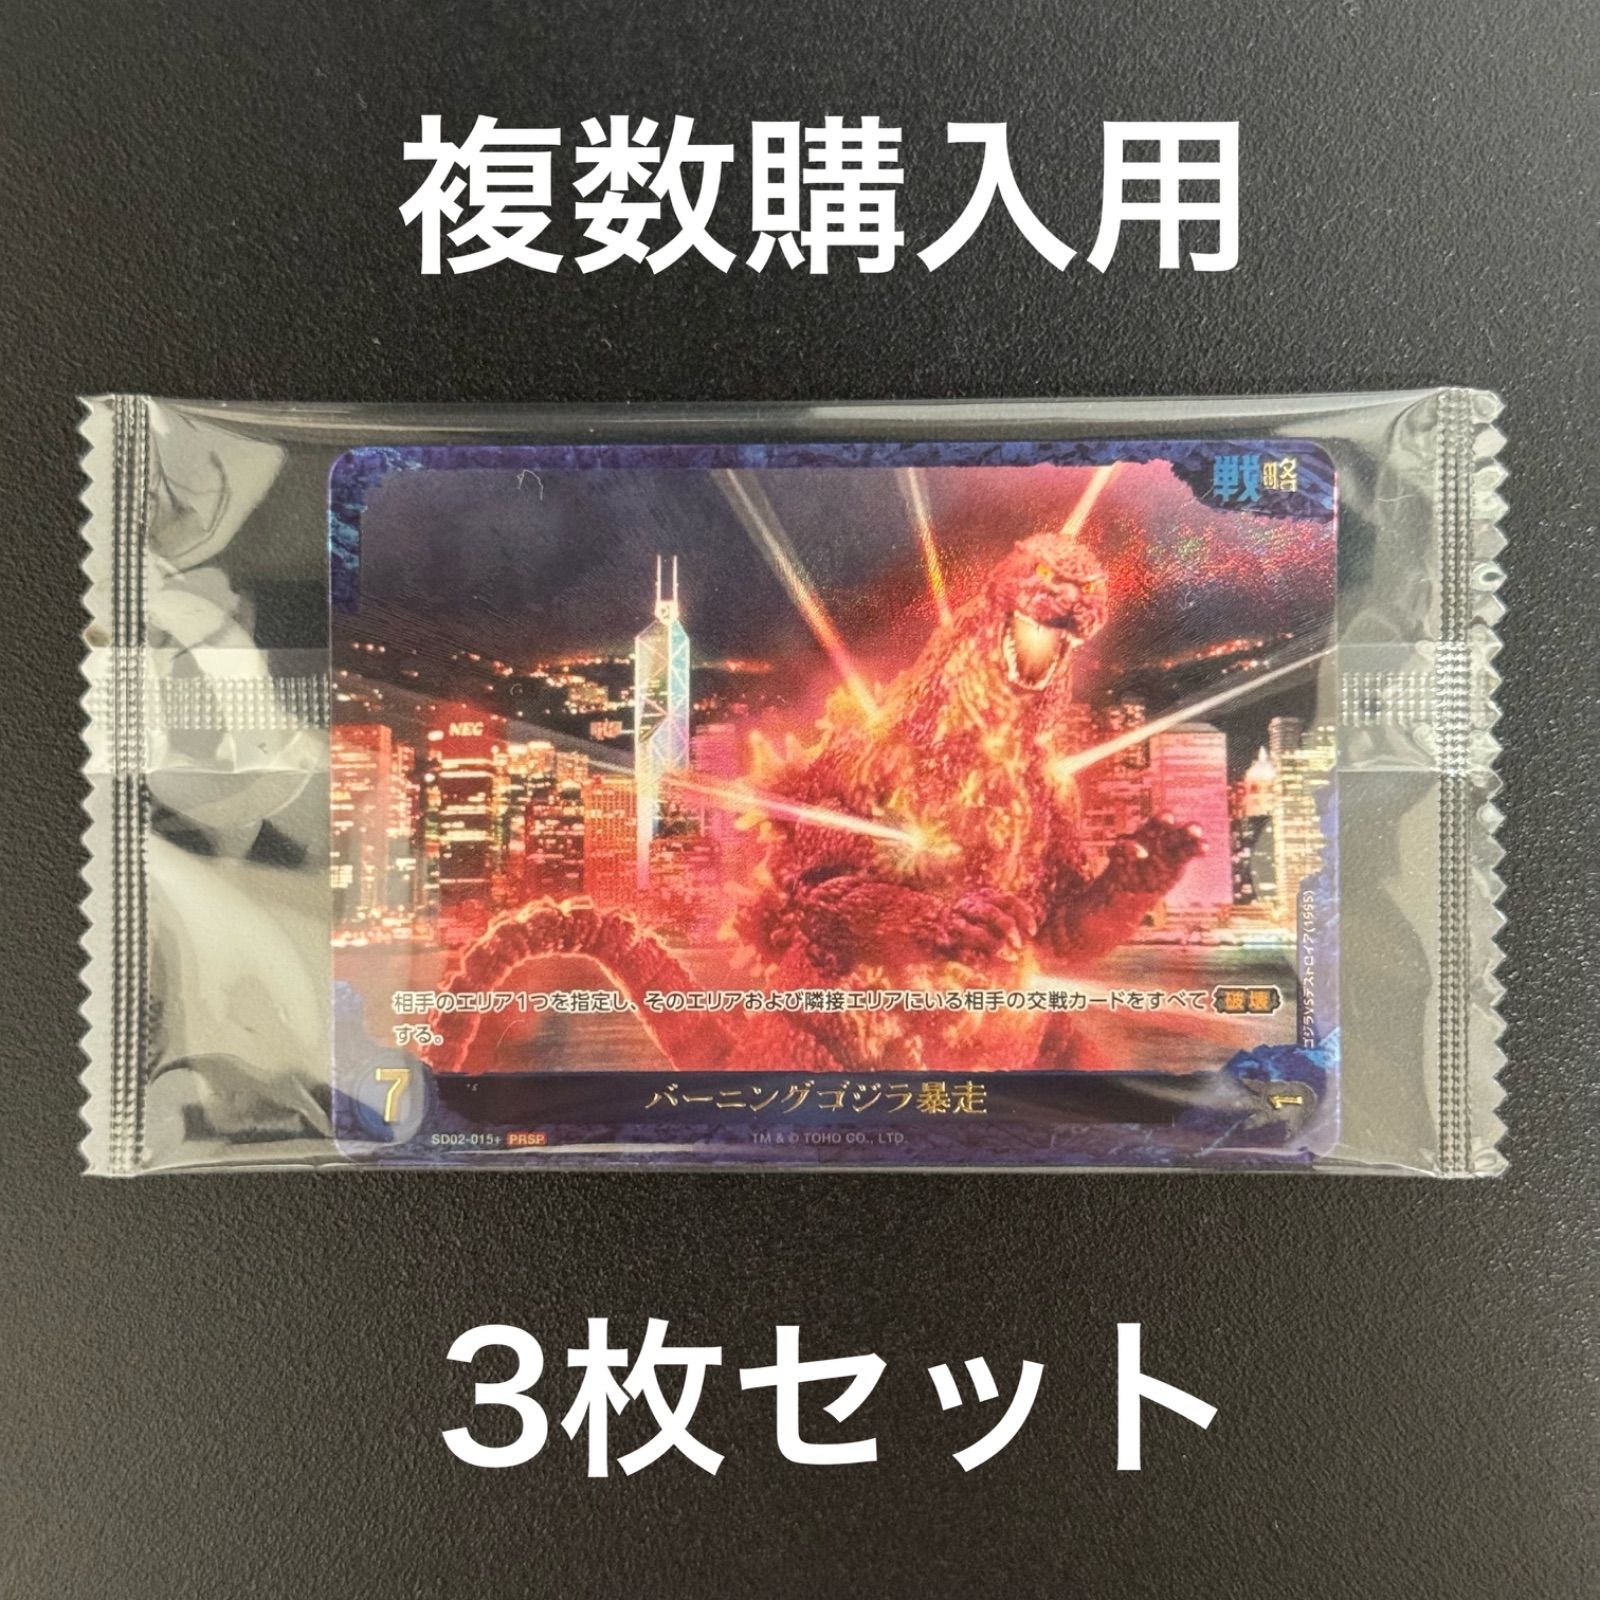 複数購入用
戦略
NEC
相手のエリア1つを指定し、そのエリアおよび隣接エリアにいる相手の交戦カードをすべて 破壊
する。
ゴジラVSデストロイア(1995)
7
バーニングゴジラ暴走
1
SD02-015+ PRSP
TM & © TOHO CO., LTD.
3枚セット